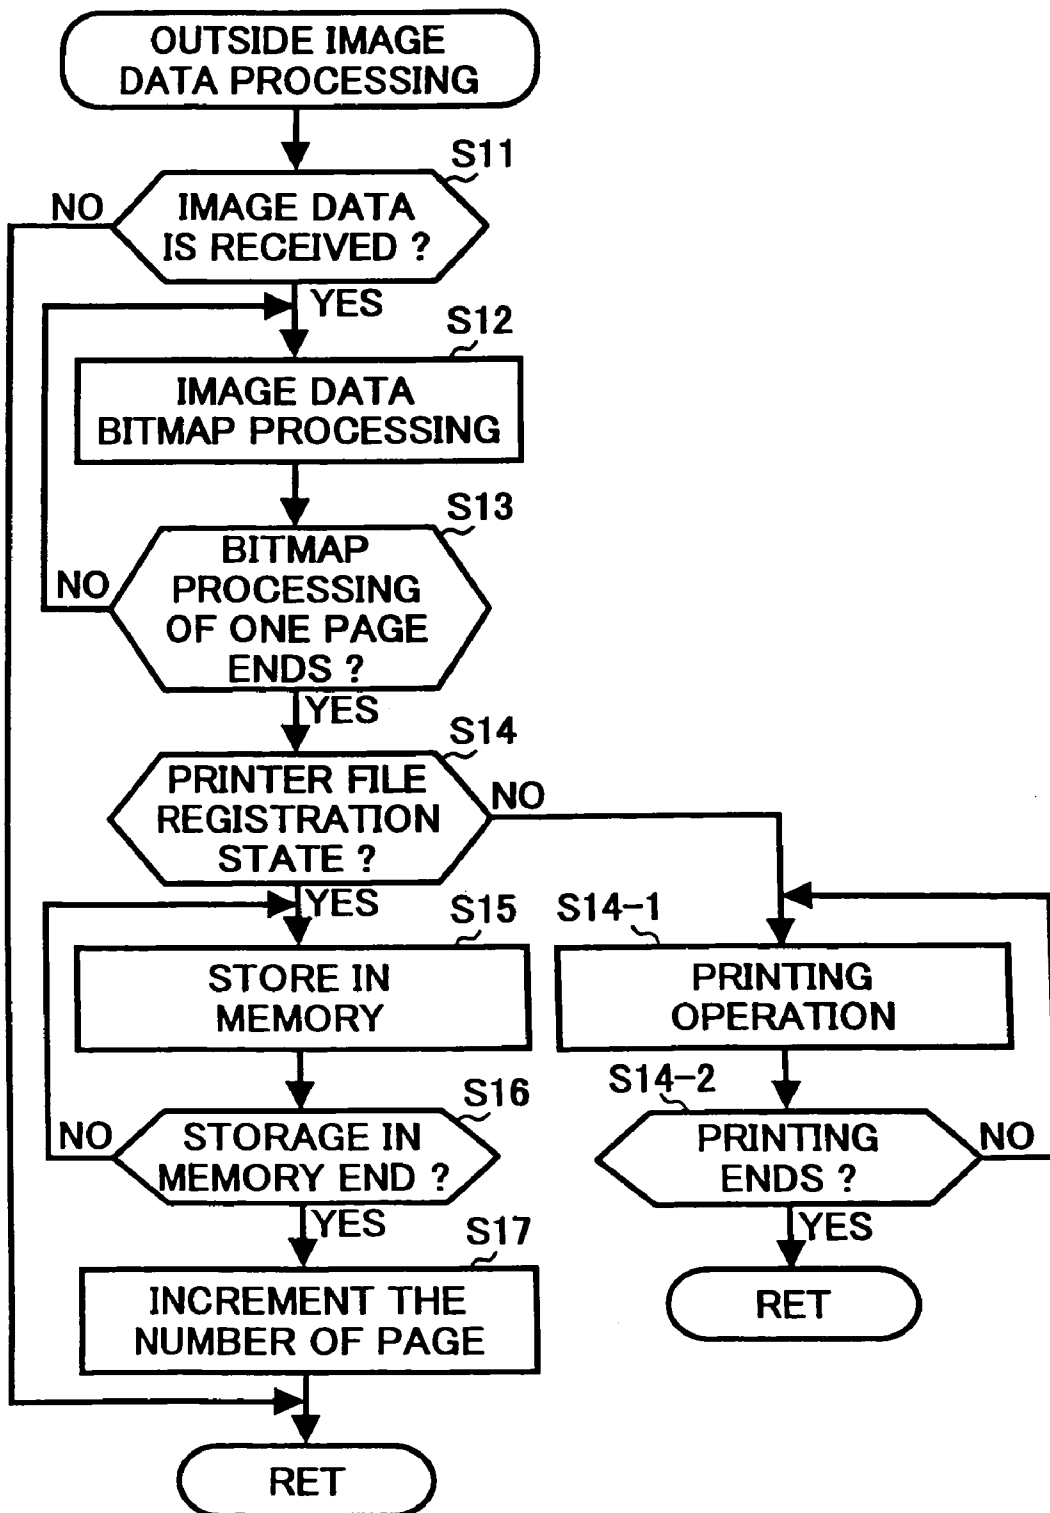 OUTSIDE IMAGE
DATA PROCESSING
S11
NO
IMAGE DATA
IS RECEIVED ?
YES
S12
IMAGE DATA
BITMAP PROCESSING
S13
NO
BITMAP
PROCESSING
OF ONE PAGE
ENDS ?
YES
S14
PRINTER FILE
REGISTRATION
STATE ?
NO
YES
S15
STORE IN
MEMORY
S14-1
PRINTING
OPERATION
S16
NO
STORAGE IN
MEMORY END ?
YES
S14-2
PRINTING
ENDS ?
NO
YES
RET
S17
INCREMENT THE
NUMBER OF PAGE
RET